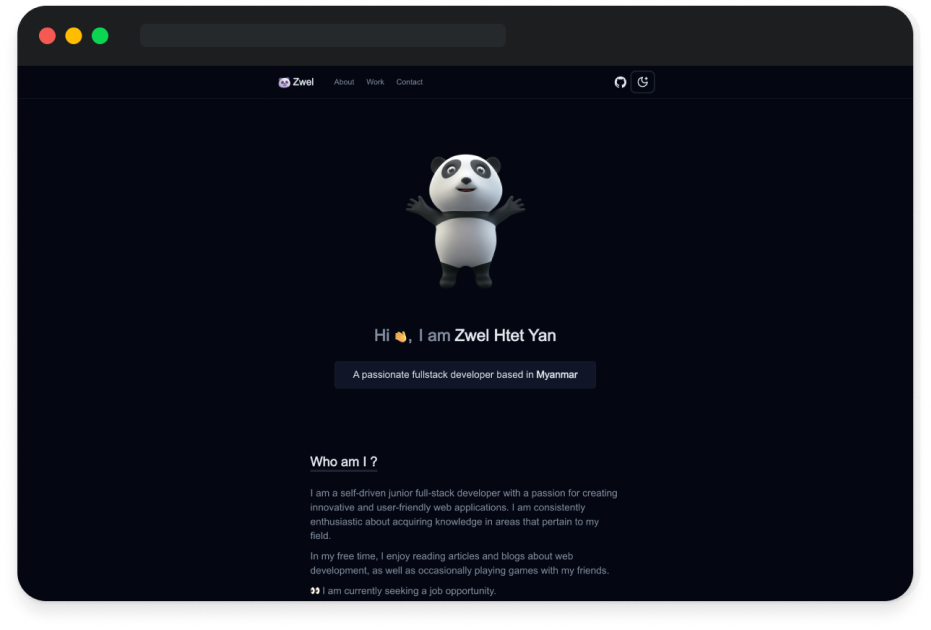 Zwel About Work Contact
Hi 👏, I am Zwel Htet Yan
A passionate fullstack developer based in Myanmar
Who am I ?
I am a self-driven junior full-stack developer with a passion for creating
innovative and user-friendly web applications. I am consistently
enthusiastic about acquiring knowledge in areas that pertain to my
field.
In my free time, I enjoy reading articles and blogs about web
development, as well as occasionally playing games with my friends.
👀 I am currently seeking a job opportunity.